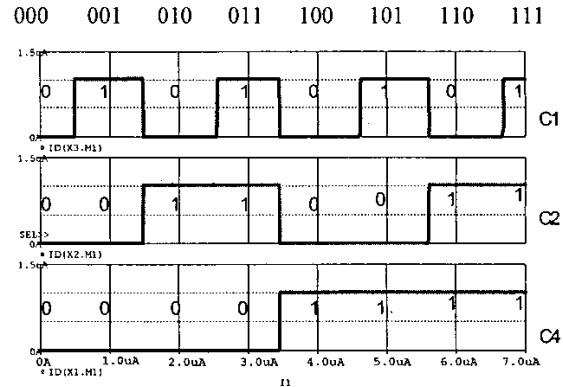 000 001 010 011 100 101 110 111
1.5uA
0 1 0 1 0 1 0 1
C1
0A
* ID(X3.M1)
1.5uA
0 0 1 1 0 0 1 1
C2
SEL>>
0A
* ID(X2.M1)
1.5uA
0 0 0 0 1 1 1 1
C4
0A
0A 1.0uA 2.0uA 3.0uA 4.0uA 5.0uA 6.0uA 7.0uA
* ID(X1.M1)
I1